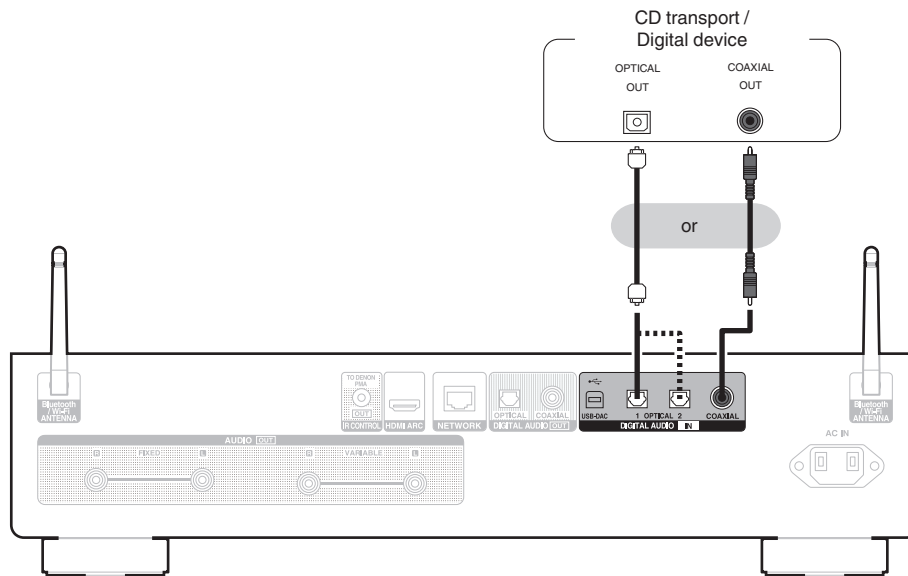 CD transport /
Digital device
OPTICAL
OUT
COAXIAL
OUT
or
Bluetooth
/ Wi-Fi
ANTENNA
TO DENON
PMA
OUT
IR CONTROL
HDMI ARC
NETWORK
OPTICAL
COAXIAL
DIGITAL AUDIO OUT
USB-DAC
1 OPTICAL 2
COAXIAL
DIGITAL AUDIO IN
Bluetooth
/ Wi-Fi
ANTENNA
AUDIO OUT
R FIXED L
R VARIABLE L
AC IN